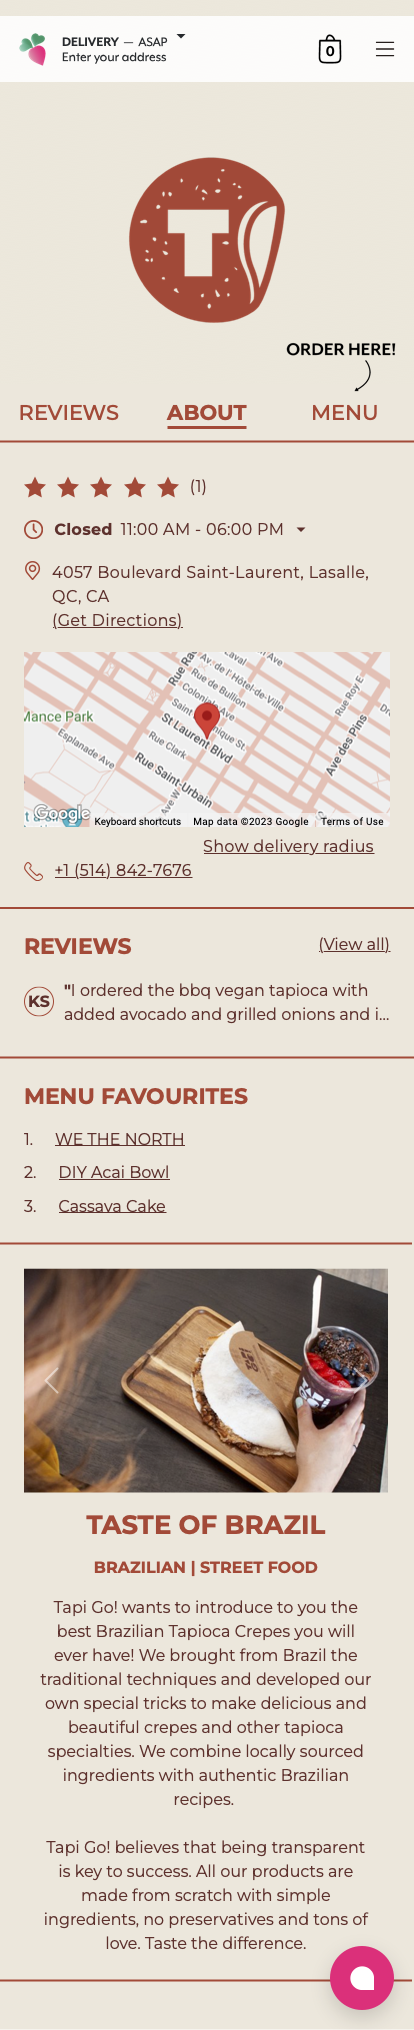 DELIVERY — ASAP
Enter your address
0
T
ORDER HERE!
REVIEWS ABOUT MENU
(1)
Closed 11:00 AM - 06:00 PM
4057 Boulevard Saint-Laurent, Lasalle,
QC, CA
(Get Directions)
Laval
Ave
Av. de l'Hôtel-de-Ville
Rue de Bullion
Rue Roy E
Mance Park
St Laurent Blvd
Ave des Pins
Rue Clark
Esplanade Ave
Rue Saint-Urbain
Google
Keyboard shortcuts Map data ©2023 Google Terms of Use
Show delivery radius
+1 (514) 842-7676
REVIEWS (View all)
KS
"I ordered the bbq vegan tapioca with
added avocado and grilled onions and i...
MENU FAVOURITES
1. WE THE NORTH
2. DIY Acai Bowl
3. Cassava Cake
TASTE OF BRAZIL
BRAZILIAN | STREET FOOD
Tapi Go! wants to introduce to you the
best Brazilian Tapioca Crepes you will
ever have! We brought from Brazil the
traditional techniques and developed our
own special tricks to make delicious and
beautiful crepes and other tapioca
specialties. We combine locally sourced
ingredients with authentic Brazilian
recipes.
Tapi Go! believes that being transparent
is key to success. All our products are
made from scratch with simple
ingredients, no preservatives and tons of
love. Taste the difference.